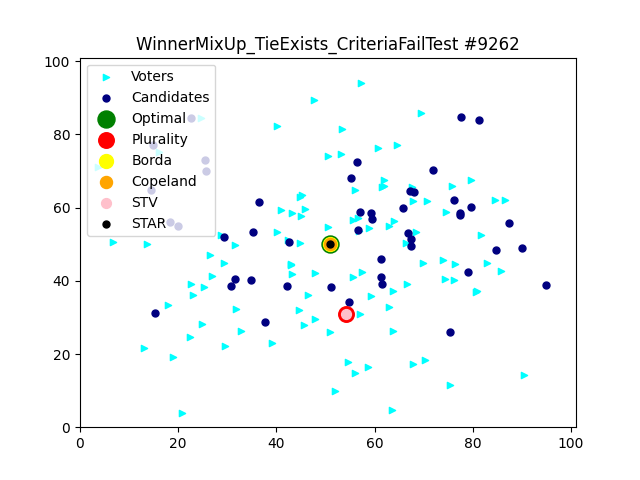 WinnerMixUp_TieExists_CriteriaFailTest #9262
100
80
60
40
20
0
0 20 40 60 80 100
Voters
Candidates
Optimal
Plurality
Borda
Copeland
STV
STAR